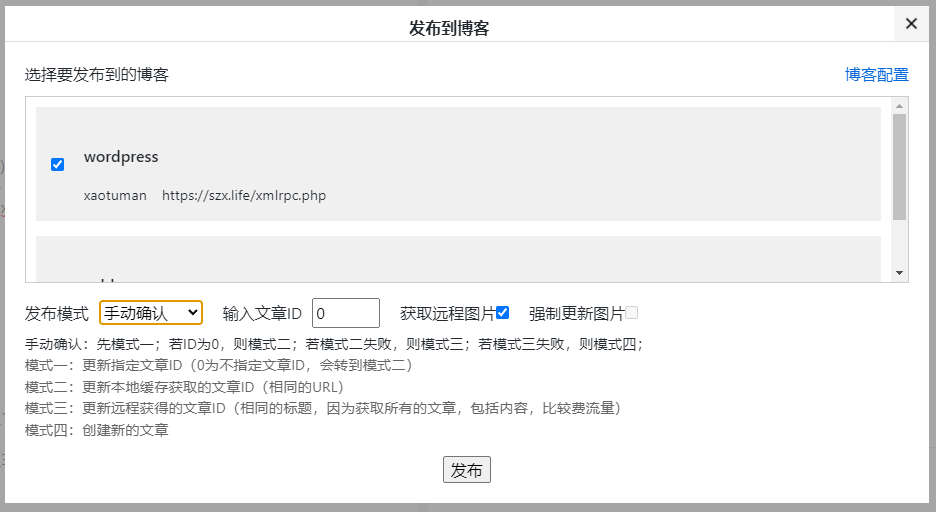 发布到博客
选择要发布到的博客 博客配置
wordpress
xaotuman https://szx.life/xmlrpc.php
发布模式 手动确认 输入文章ID 0 获取远程图片 强制更新图片
手动确认：先模式一；若ID为0，则模式二；若模式二失败，则模式三；若模式三失败，则模式四；
模式一：更新指定文章ID（0为不指定文章ID，会转到模式二）
模式二：更新本地缓存获取的文章ID（相同的URL）
模式三：更新远程获得的文章ID（相同的标题，因为获取所有的文章，包括内容，比较费流量）
模式四：创建新的文章
发布